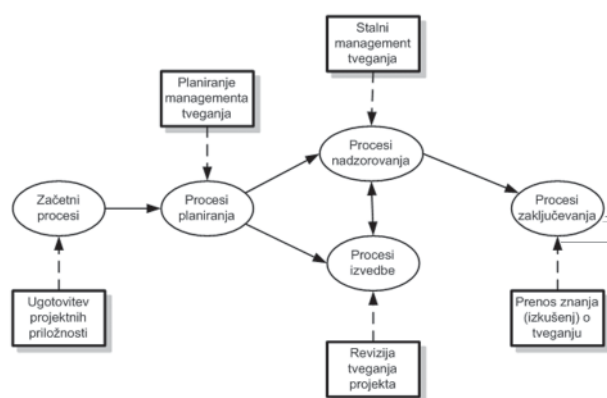 Stalni
management
tveganja
Planiranje
managementa
tveganja
Procesi
nadzorovanja
Začetni
procesi
Procesi
planiranja
Procesi
zaključevanja
Procesi
izvedbe
Ugotovitev
projektnih
priložnosti
Prenos znanja
(izkušenj) o
tveganju
Revizija
tveganja
projekta